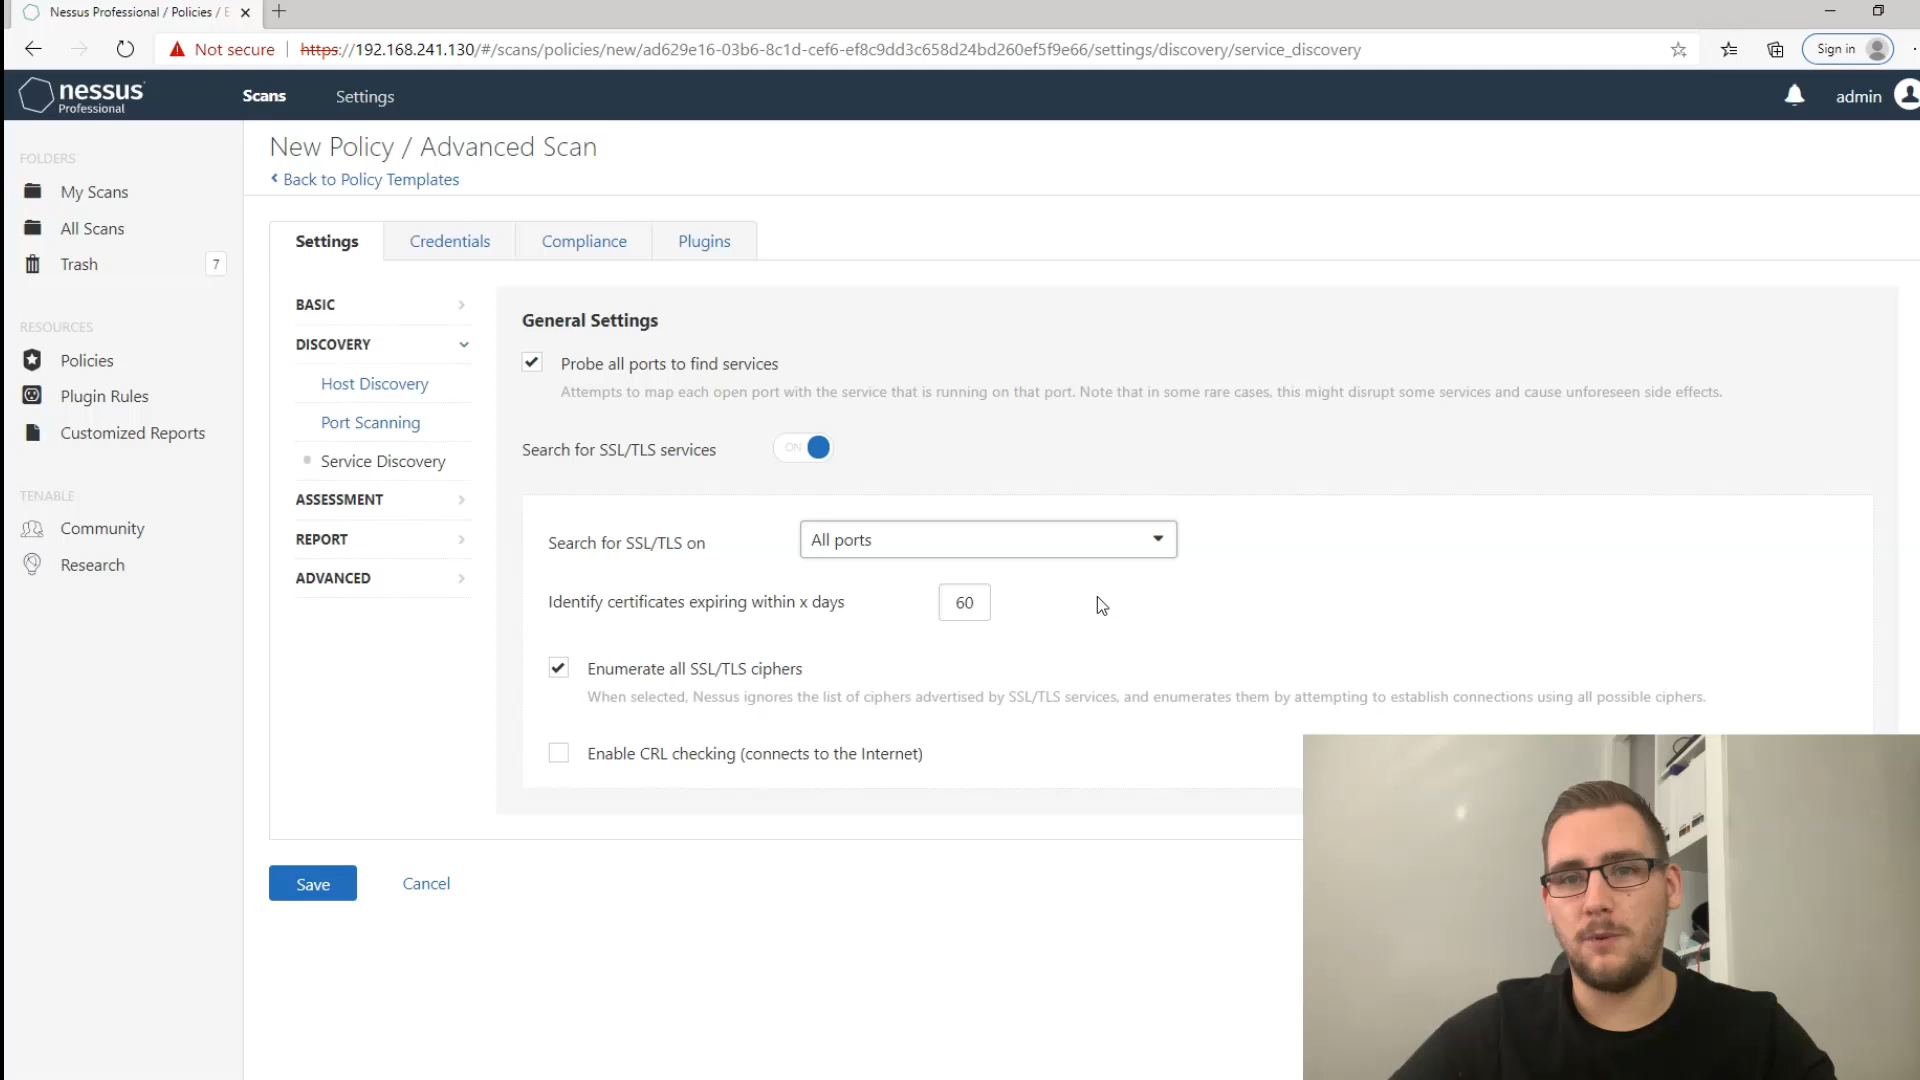 Nessus Professional / Policies / E
Not secure
https://192.168.241.130/#/scans/policies/new/ad629e16-03b6-8c1d-cef6-ef8c9dd3c658d24bd260ef5f9e66/settings/discovery/service_discovery
Sign in
nessus
Professional
Scans
Settings
admin
FOLDERS
My Scans
All Scans
Trash
7
RESOURCES
Policies
Plugin Rules
Customized Reports
TENABLE
Community
Research
New Policy / Advanced Scan
Back to Policy Templates
Settings
Credentials
Compliance
Plugins
BASIC
DISCOVERY
Host Discovery
Port Scanning
Service Discovery
ASSESSMENT
REPORT
ADVANCED
General Settings
Probe all ports to find services
Attempts to map each open port with the service that is running on that port. Note that in some rare cases, this might disrupt some services and cause unforeseen side effects.
Search for SSL/TLS services
ON
Search for SSL/TLS on
All ports
Identify certificates expiring within x days
60
Enumerate all SSL/TLS ciphers
When selected, Nessus ignores the list of ciphers advertised by SSL/TLS services, and enumerates them by attempting to establish connections using all possible ciphers.
Enable CRL checking (connects to the Internet)
Save
Cancel